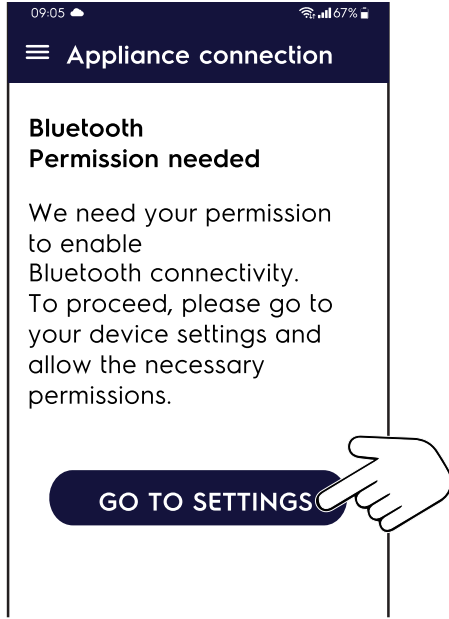 09:05 67%
Appliance connection
Bluetooth
Permission needed
We need your permission
to enable
Bluetooth connectivity.
To proceed, please go to
your device settings and
allow the necessary
permissions.
GO TO SETTINGS